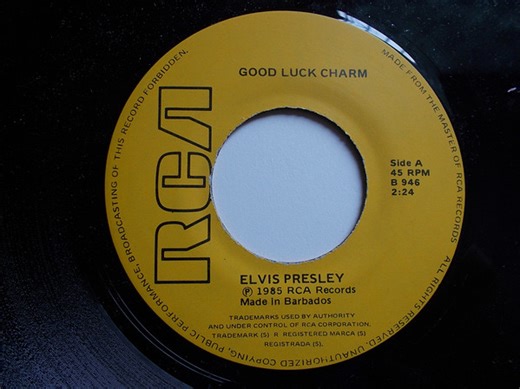 GOOD LUCK CHARM
RCA
Side A
45 RPM
B 946
2:24
ELVIS PRESLEY
℗ 1985 RCA Records
Made In Barbados
TRADEMARKS USED BY AUTHORITY
AND UNDER CONTROL OF RCA CORPORATION.
TRADEMARK (S) R REGISTERED MARCA (S)
REGISTRADA (S).
MADE FROM THE MASTER OF RCA RECORDS
ALL RIGHTS RESERVED-UNAUTHORIZED COPYING, PUBLIC PERFORMANCE, BROADCASTING OF THIS RECORD FORBIDDEN.